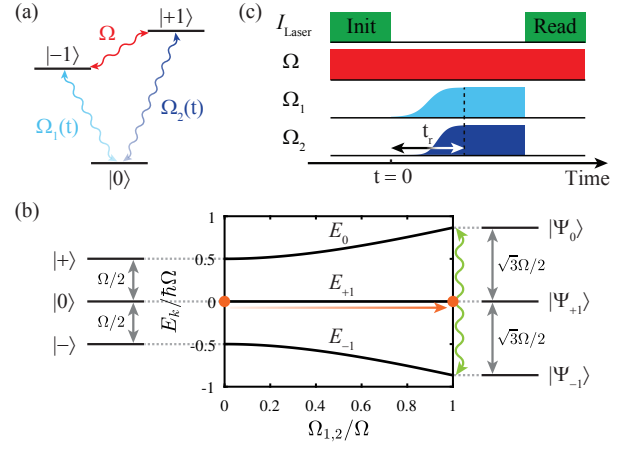 (a)
|−1⟩
Ω
|+1⟩
Ω₁(t)
Ω₂(t)
|0⟩
(c)
I_Laser
Init
Read
Ω
Ω₁
Ω₂
t_r
t = 0
Time
(b)
|+⟩
Ω/2
|0⟩
Ω/2
|−⟩
E_k/ħΩ
1
0.5
0
-0.5
-1
E₀
E₊₁
E₋₁
0
0.2
0.4
0.6
0.8
1
Ω₁,₂/Ω
|Ψ₀⟩
√3Ω/2
|Ψ₊₁⟩
√3Ω/2
|Ψ₋₁⟩